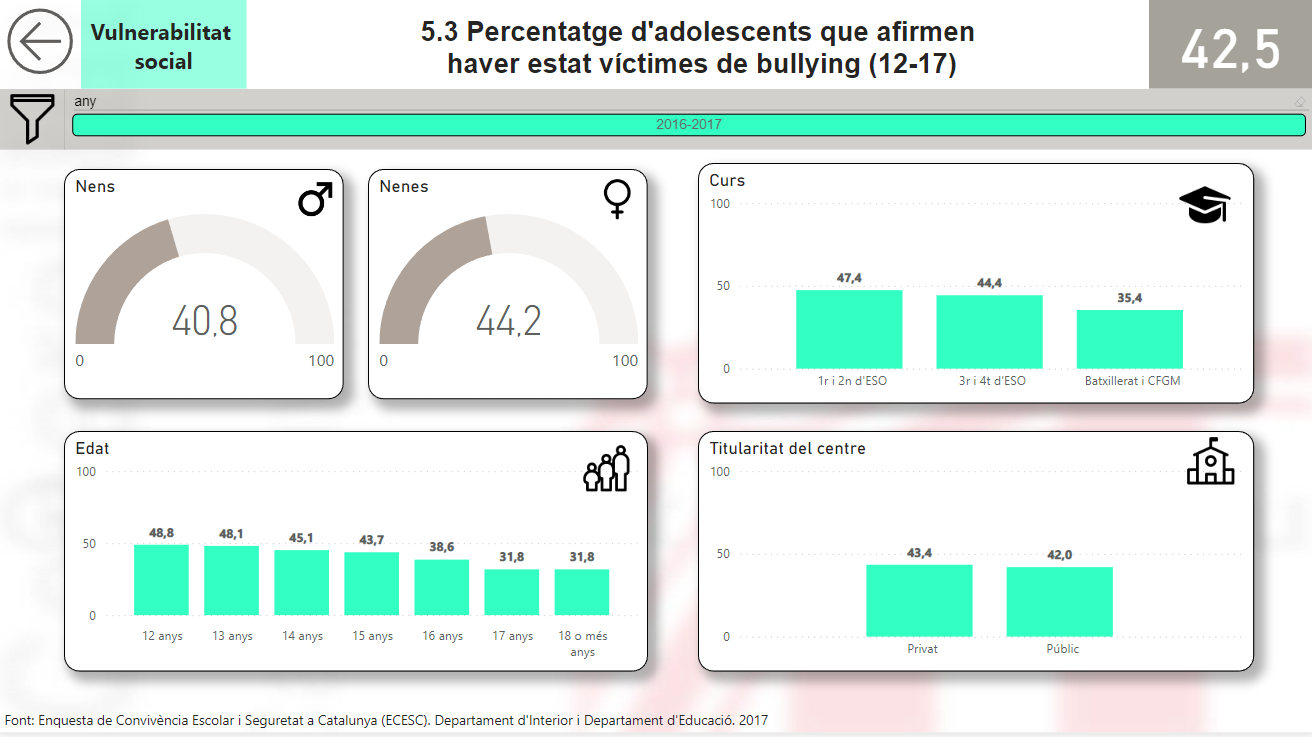 Vulnerabilitat
social
5.3 Percentatge d'adolescents que afirmen
haver estat víctimes de bullying (12-17)
42,5
any
2016-2017
Nens
40,8
0
100
Nenes
44,2
0
100
Curs
100
50
0
47,4
44,4
35,4
1r i 2n d'ESO
3r i 4t d'ESO
Batxillerat i CFGM
Edat
100
50
0
48,8
48,1
45,1
43,7
38,6
31,8
31,8
12 anys
13 anys
14 anys
15 anys
16 anys
17 anys
18 o més
anys
Titularitat del centre
100
50
0
43,4
42,0
Privat
Públic
Font: Enquesta de Convivència Escolar i Seguretat a Catalunya (ECESC). Departament d'Interior i Departament d'Educació. 2017